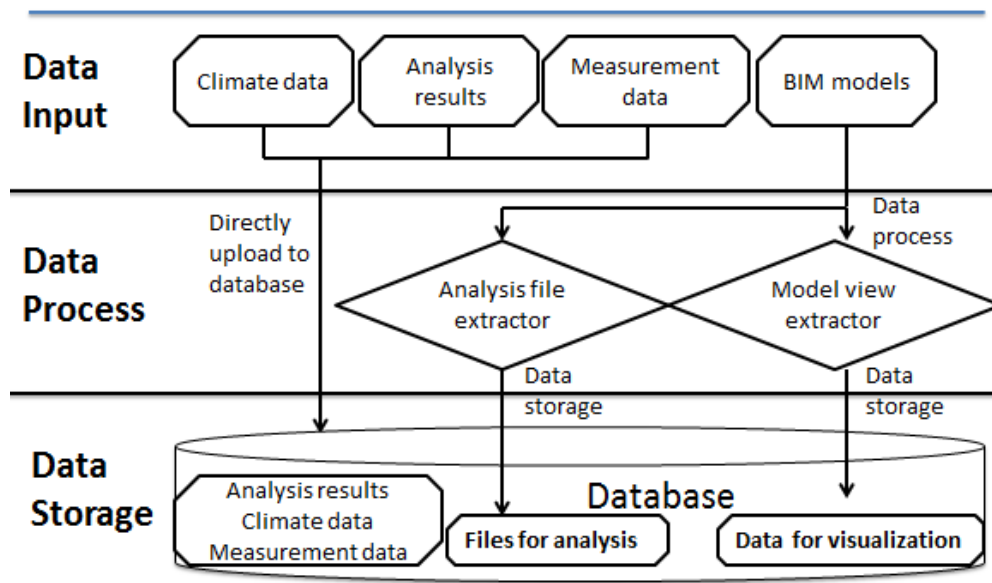 Data
Input
Climate data
Analysis
results
Measurement
data
BIM models
Data
Process
Directly
upload to
database
Analysis file
extractor
Data
process
Model view
extractor
Data
storage
Data
storage
Data
Storage
Database
Analysis results
Climate data
Measurement data
Files for analysis
Data for visualization